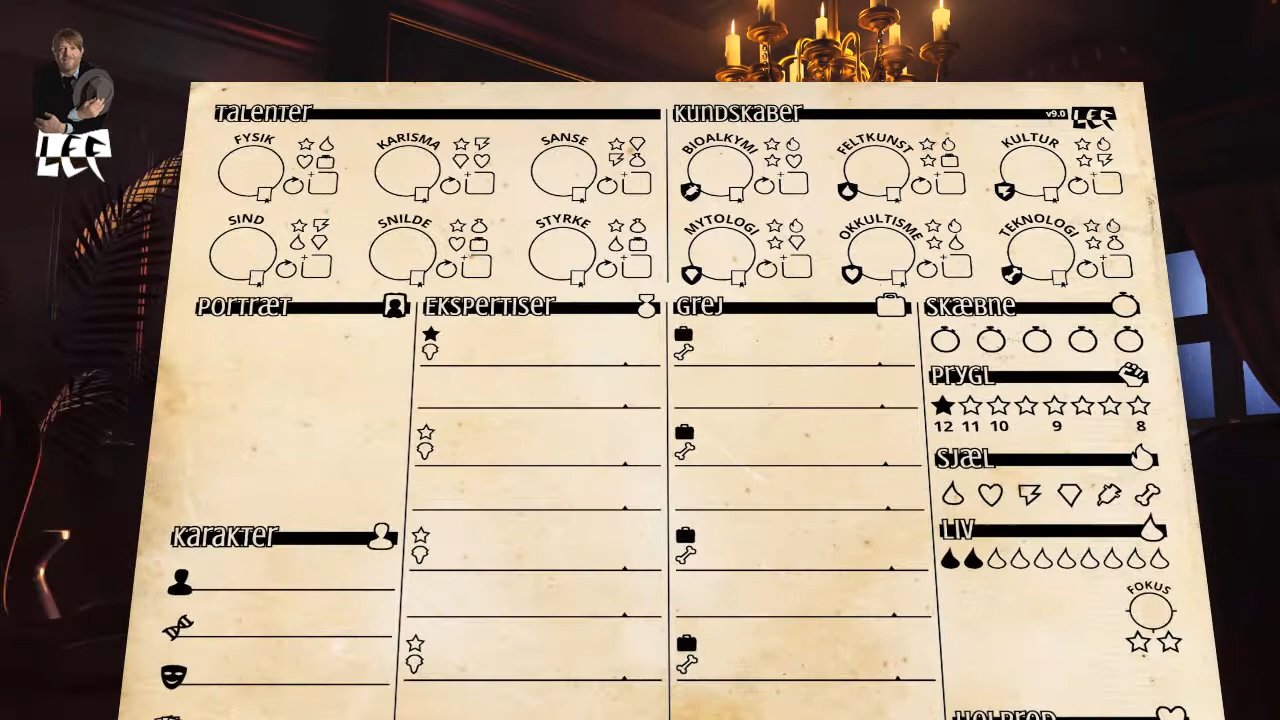 LEG
TALENTER
KUNDSKABER
v9.0 LEG
FYSIK KARISMA SANSE BIOALKYMI FELTKUNST KULTUR
SIND SNILDE STYRKE MYTOLOGI OKKULTISME TEKNOLOGI
PORTRÆT
EKSPERTISER
GREJ
SKÆBNE
PRYGL
12 11 10 9 8
SJÆL
KARAKTER
LIV
FOKUS